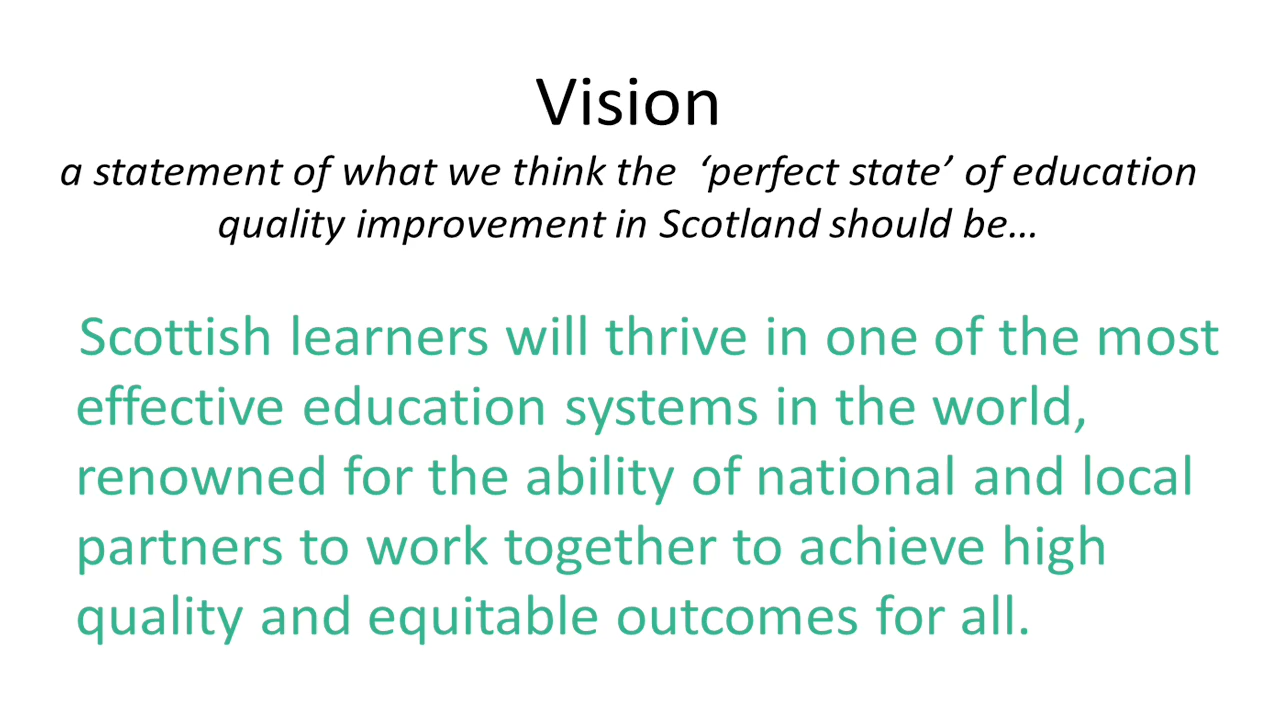 Vision
a statement of what we think the  ‘perfect state’ of education
quality improvement in Scotland should be…
Scottish learners will thrive in one of the most
effective education systems in the world,
renowned for the ability of national and local
partners to work together to achieve high
quality and equitable outcomes for all.